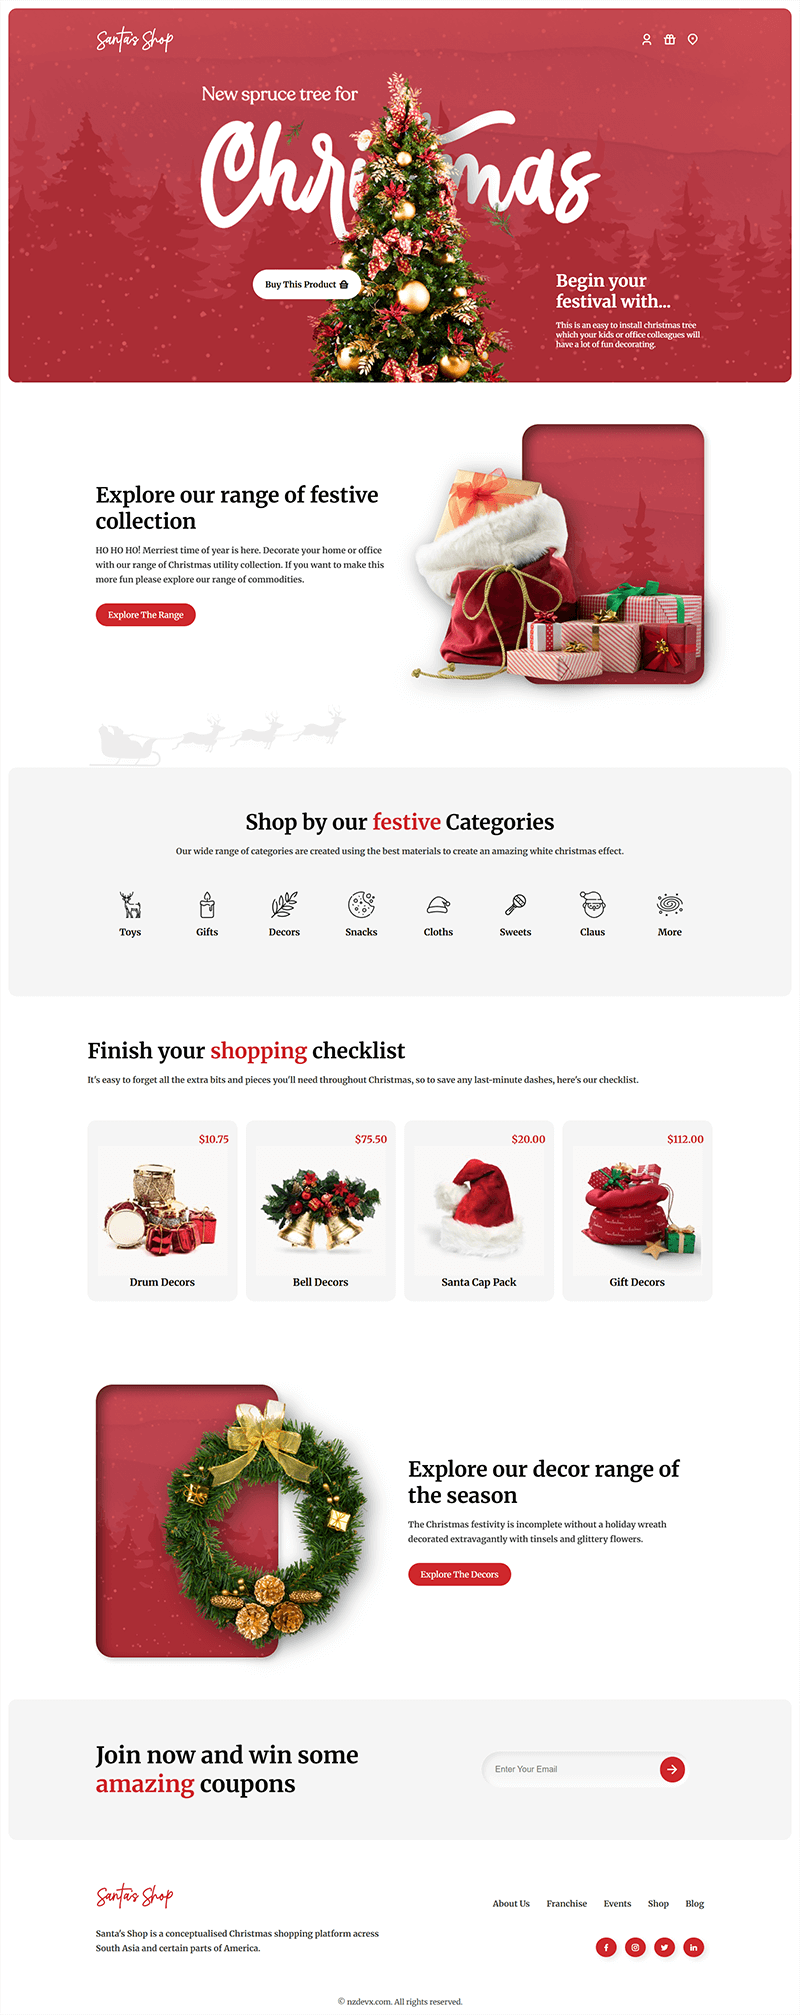 Santa's Shop
New spruce tree for
Christmas
Buy This Product
Begin your
festival with...
This is an easy to install christmas tree
which your kids or office colleagues will
have a lot of fun decorating.
Explore our range of festive
collection
HO HO HO! Merriest time of year is here. Decorate your home or office
with our range of Christmas utility collection. If you want to make this
more fun please explore our range of commodities.
Explore The Range
Shop by our festive Categories
Our wide range of categories are created using the best materials to create an amazing white christmas effect.
Toys Gifts Decors Snacks Cloths Sweets Claus More
Finish your shopping checklist
It's easy to forget all the extra bits and pieces you'll need throughout Christmas, so to save any last-minute dashes, here's our checklist.
$10.75 $75.50 $20.00 $112.00
Drum Decors Bell Decors Santa Cap Pack Gift Decors
Explore our decor range of
the season
The Christmas festivity is incomplete without a holiday wreath
decorated extravagantly with tinsels and glittery flowers.
Explore The Decors
Join now and win some
amazing coupons
Enter Your Email
Santa's Shop
About Us Franchise Events Shop Blog
Santa's Shop is a conceptualised Christmas shopping platform acress
South Asia and certain parts of America.
© nzdevx.com. All rights reserved.